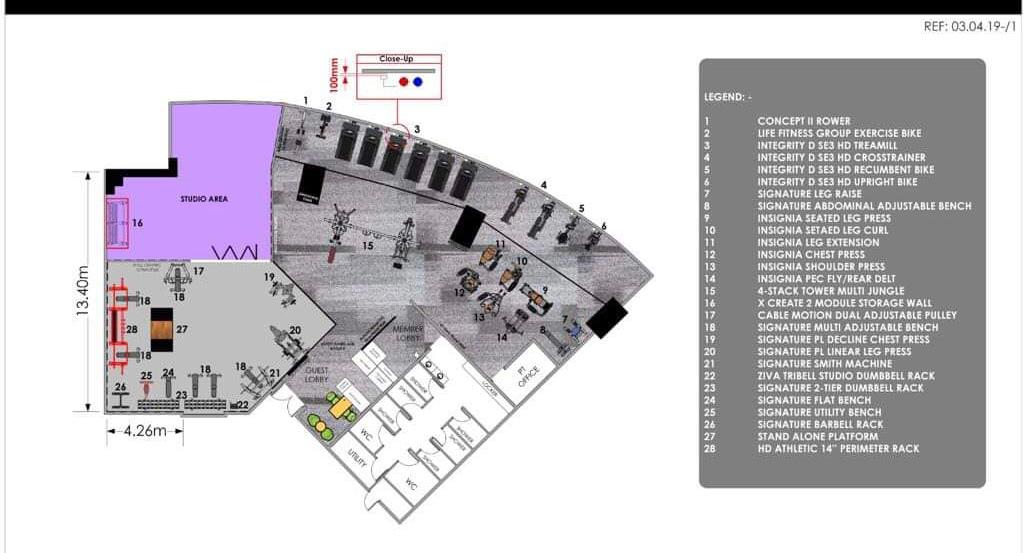 REF: 03.04.19-/1
Close-Up
100mm
1
2
3
4
5
6
STUDIO AREA
16
15
11
10
9
12
13
14
8
7
13.40m
17
18
19
18
28
27
18
20
MEMBER
LOBBY
GUEST
LOBBY
PT
OFFICE
LOCKER
SHOWER
SHOWER
SHOWER
SHOWER
SHOWER
SHOWER
WC
UTILITY
WC
25
24
18
18
21
26
23
22
4.26m
LEGEND: -
1 CONCEPT II ROWER
2 LIFE FITNESS GROUP EXERCISE BIKE
3 INTEGRITY D SE3 HD TREAMILL
4 INTEGRITY D SE3 HD CROSSTRAINER
5 INTEGRITY D SE3 HD RECUMBENT BIKE
6 INTEGRITY D SE3 HD UPRIGHT BIKE
7 SIGNATURE LEG RAISE
8 SIGNATURE ABDOMINAL ADJUSTABLE BENCH
9 INSIGNIA SEATED LEG PRESS
10 INSIGNIA SETAED LEG CURL
11 INSIGNIA LEG EXTENSION
12 INSIGNIA CHEST PRESS
13 INSIGNIA SHOULDER PRESS
14 INSIGNIA PEC FLY/REAR DELT
15 4-STACK TOWER MULTI JUNGLE
16 X CREATE 2 MODULE STORAGE WALL
17 CABLE MOTION DUAL ADJUSTABLE PULLEY
18 SIGNATURE MULTI ADJUSTABLE BENCH
19 SIGNATURE PL DECLINE CHEST PRESS
20 SIGNATURE PL LINEAR LEG PRESS
21 SIGNATURE SMITH MACHINE
22 ZIVA TRIBELL STUDIO DUMBBELL RACK
23 SIGNATURE 2-TIER DUMBBELL RACK
24 SIGNATURE FLAT BENCH
25 SIGNATURE UTILITY BENCH
26 SIGNATURE BARBELL RACK
27 STAND ALONE PLATFORM
28 HD ATHLETIC 14" PERIMETER RACK